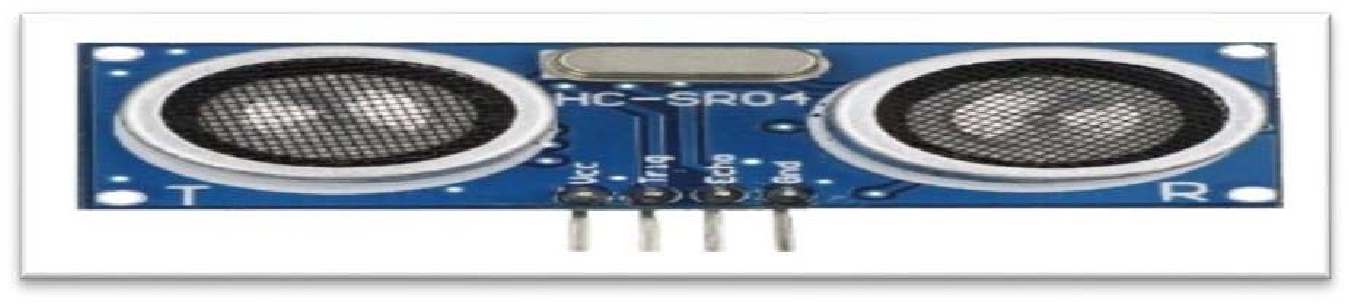 HC-SR04
Vcc
Trig
Echo
Gnd
T
R